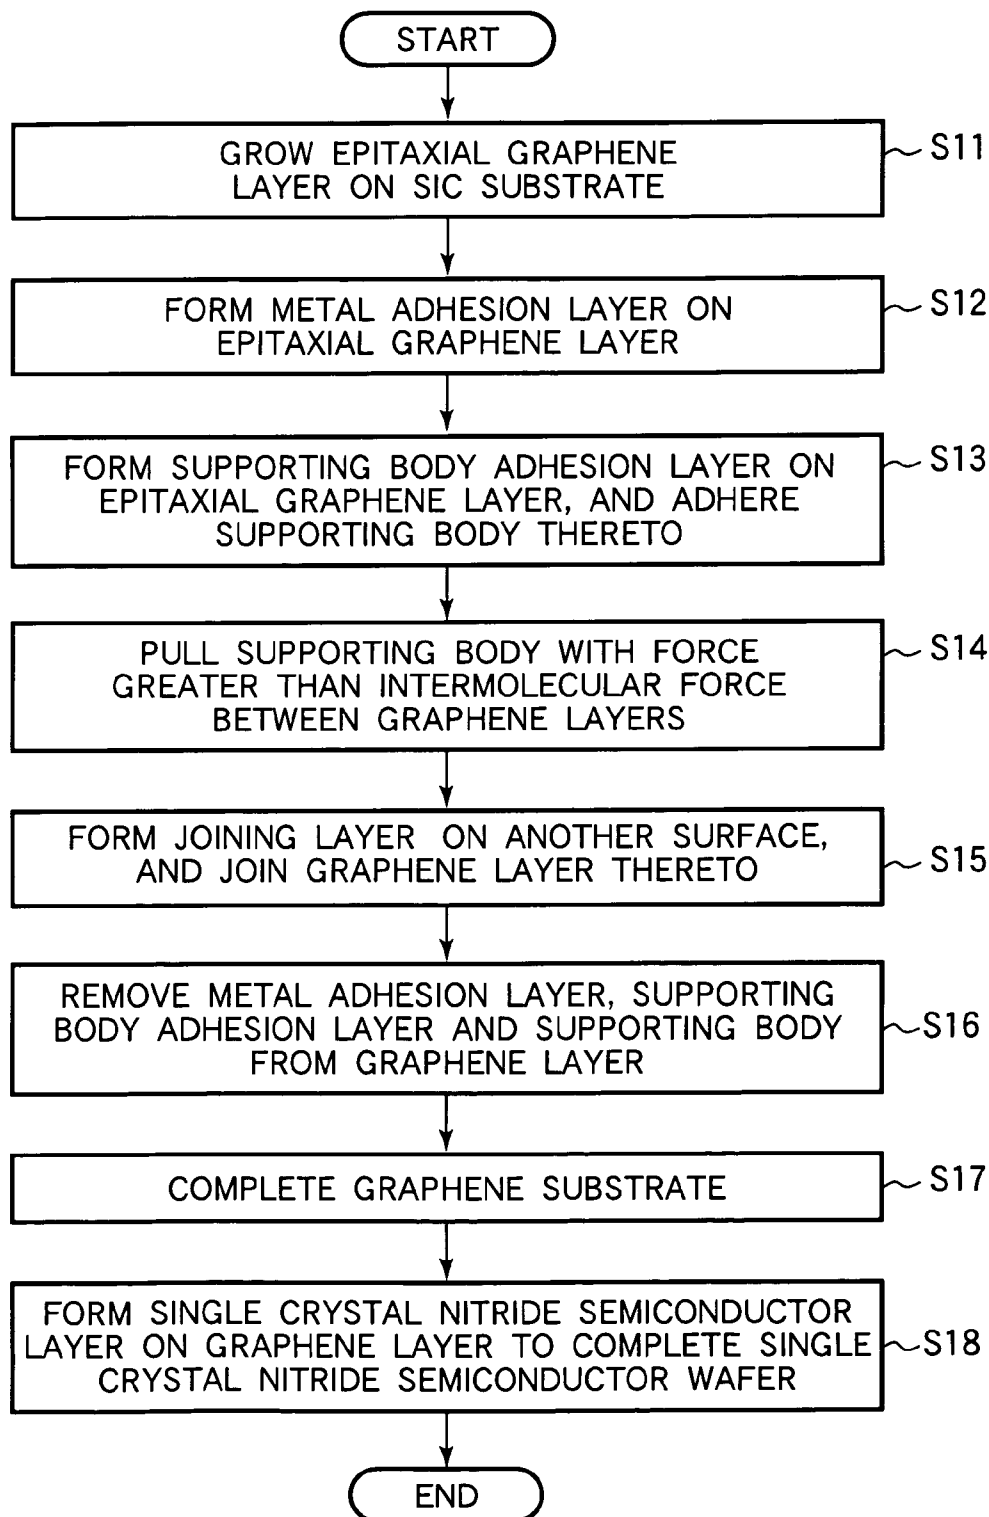 START
GROW EPITAXIAL GRAPHENE
LAYER ON SIC SUBSTRATE
S11
FORM METAL ADHESION LAYER ON
EPITAXIAL GRAPHENE LAYER
S12
FORM SUPPORTING BODY ADHESION LAYER ON
EPITAXIAL GRAPHENE LAYER, AND ADHERE
SUPPORTING BODY THERETO
S13
PULL SUPPORTING BODY WITH FORCE
GREATER THAN INTERMOLECULAR FORCE
BETWEEN GRAPHENE LAYERS
S14
FORM JOINING LAYER ON ANOTHER SURFACE,
AND JOIN GRAPHENE LAYER THERETO
S15
REMOVE METAL ADHESION LAYER, SUPPORTING
BODY ADHESION LAYER AND SUPPORTING BODY
FROM GRAPHENE LAYER
S16
COMPLETE GRAPHENE SUBSTRATE
S17
FORM SINGLE CRYSTAL NITRIDE SEMICONDUCTOR
LAYER ON GRAPHENE LAYER TO COMPLETE SINGLE
CRYSTAL NITRIDE SEMICONDUCTOR WAFER
S18
END